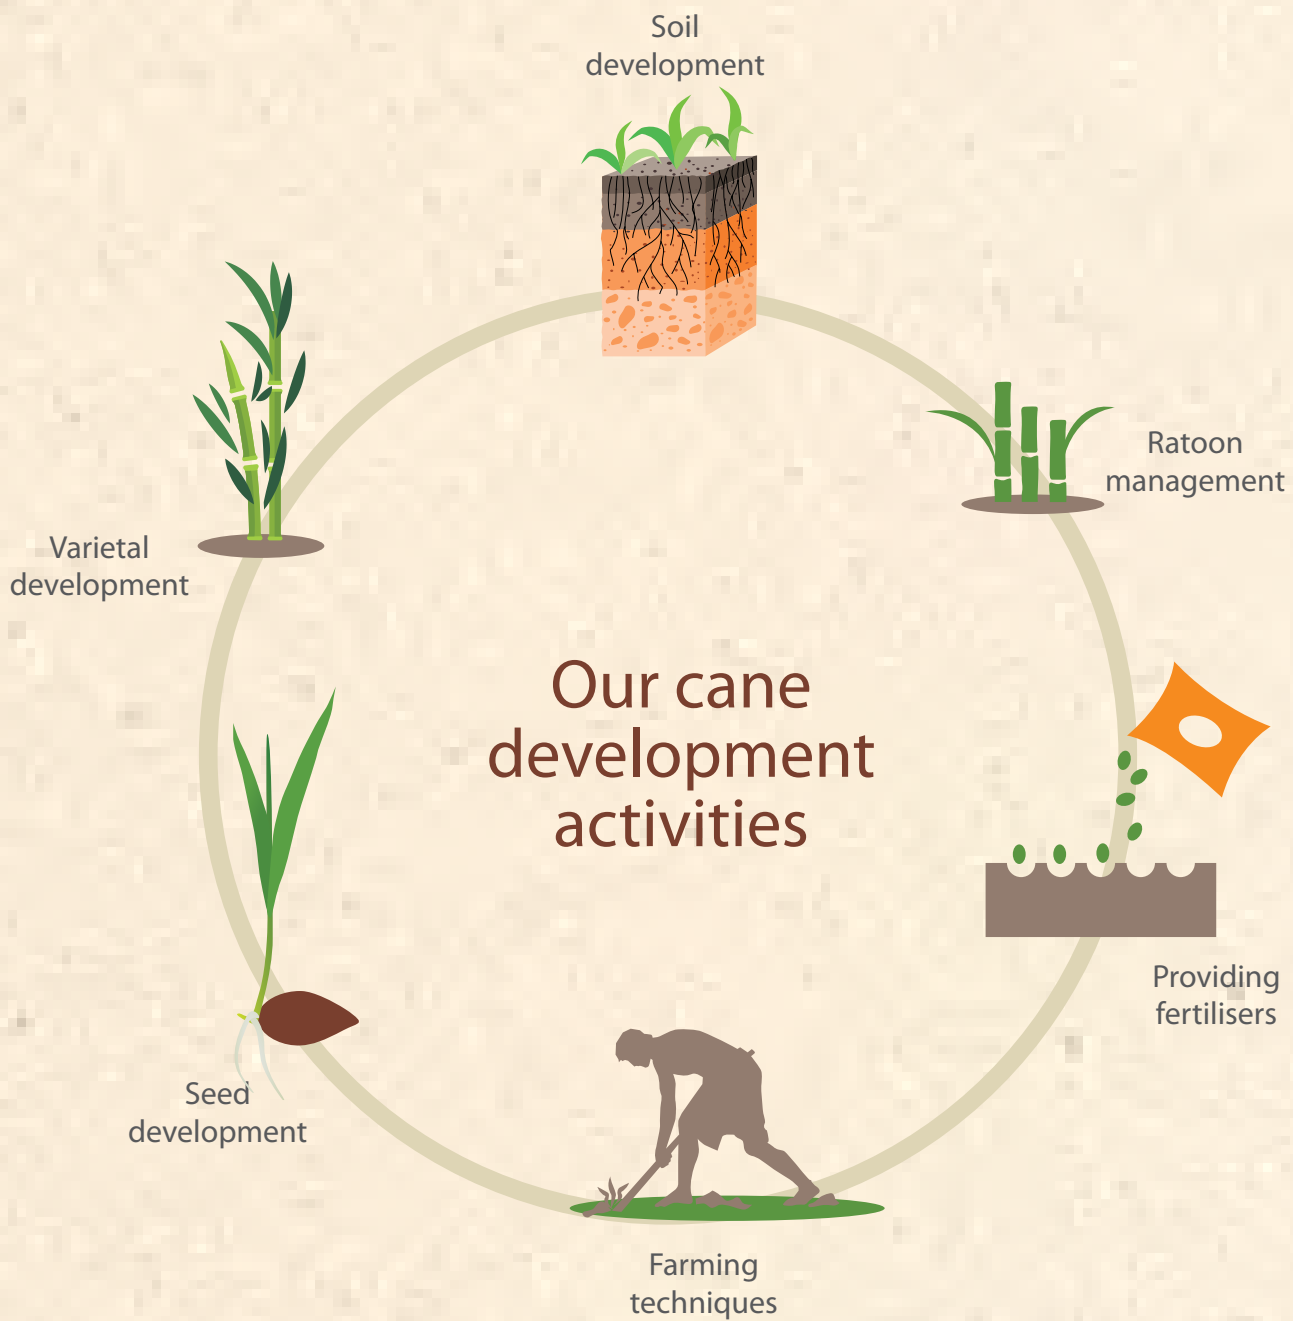 Soil
development
Ratoon
management
Varietal
development
Our cane
development
activities
Providing
fertilisers
Seed
development
Farming
techniques